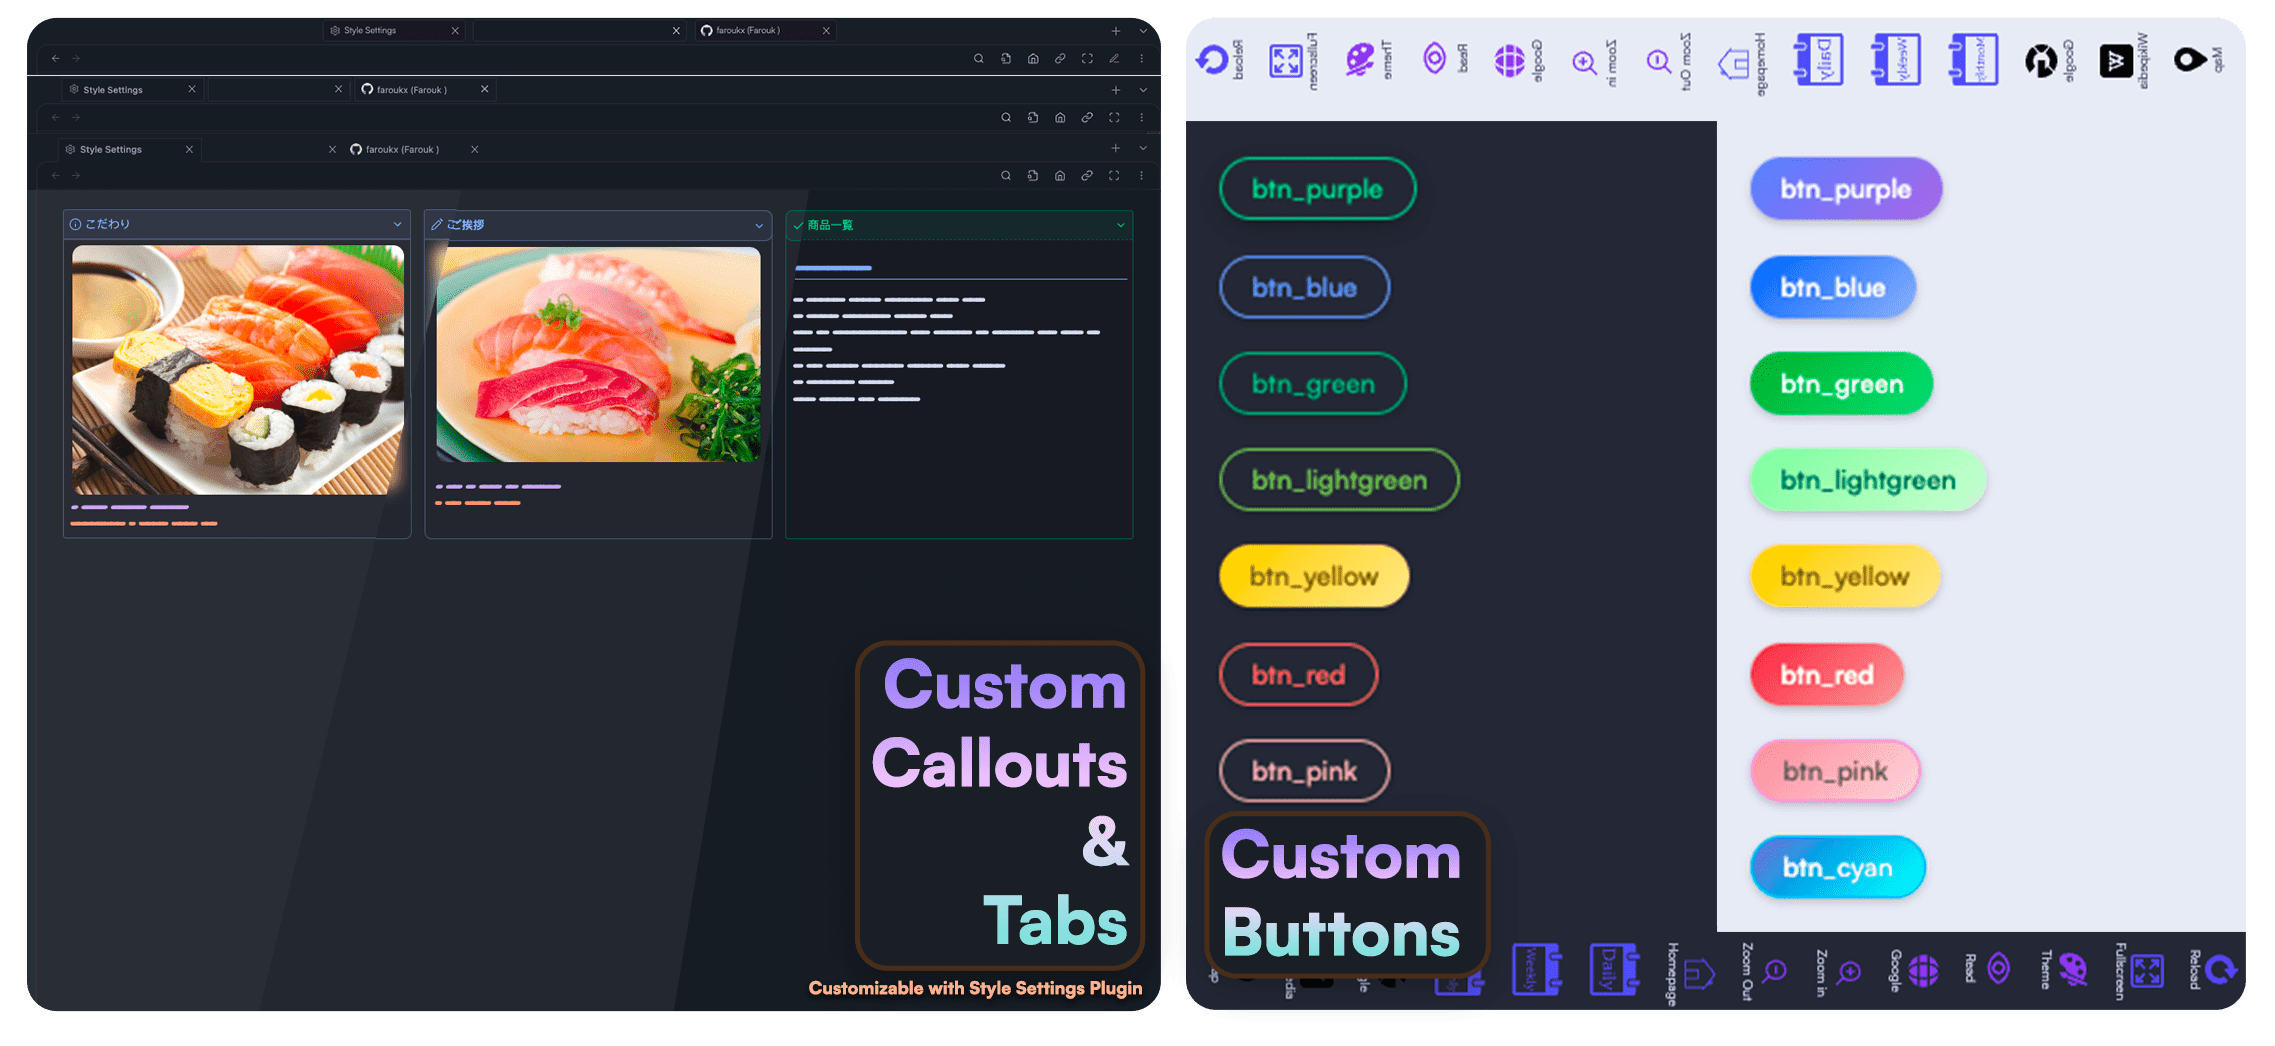 Style Settings
faroukx (Farouk )
Style Settings
faroukx (Farouk )
Style Settings
faroukx (Farouk )
こだわり
ご挨拶
商品一覧
Custom
Callouts
&
Tabs
Customizable with Style Settings Plugin
Reload
Fullscreen
Theme
Read
Google
Zoom in
Zoom Out
Homepage
Daily
Weekly
Monthly
Google
Wikipedia
W
Map
btn_purple
btn_purple
btn_blue
btn_blue
btn_green
btn_green
btn_lightgreen
btn_lightgreen
btn_yellow
btn_yellow
btn_red
btn_red
btn_pink
btn_pink
btn_cyan
Custom
Buttons
Weekly
Daily
Homepage
Zoom Out
Zoom in
Google
Read
Theme
Fullscreen
Reload